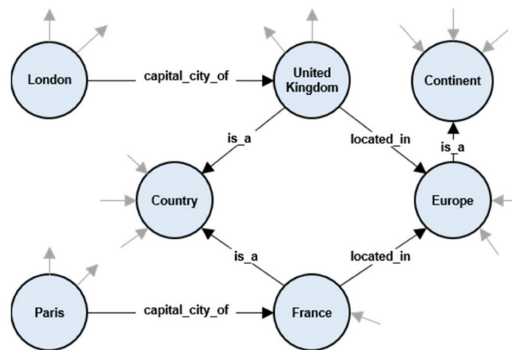 London
capital_city_of
United
Kingdom
Continent
is_a
located_in
is_a
Country
Europe
is_a
located_in
Paris
capital_city_of
France